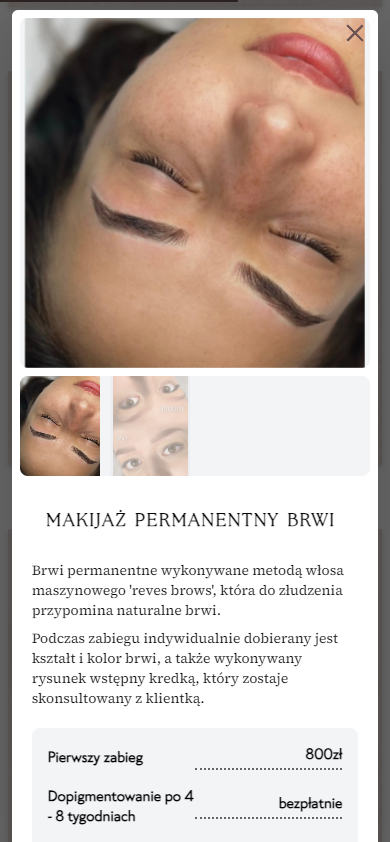 MAKIJAŻ PERMANENTNY BRWI
Brwi permanentne wykonywane metodą włosa
maszynowego 'reves brows', która do złudzenia
przypomina naturalne brwi.
Podczas zabiegu indywidualnie dobierany jest
kształt i kolor brwi, a także wykonywany
rysunek wstępny kredką, który zostaje
skonsultowany z klientką.
Pierwszy zabieg 800zł
Dopigmentowanie po 4
- 8 tygodniach bezpłatnie